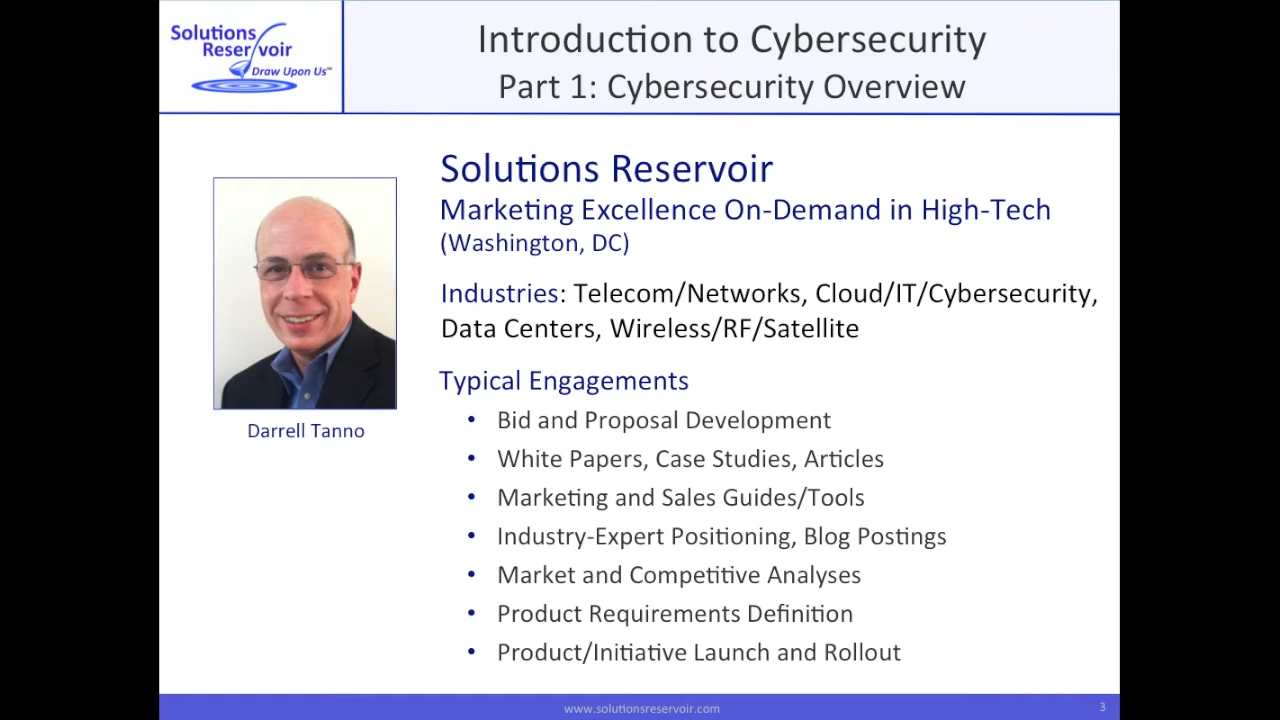 Solutions
Reservoir
Draw Upon Us™
Introduction to Cybersecurity
Part 1: Cybersecurity Overview
Solutions Reservoir
Marketing Excellence On-Demand in High-Tech
(Washington, DC)
Industries: Telecom/Networks, Cloud/IT/Cybersecurity,
Data Centers, Wireless/RF/Satellite
Darrell Tanno
Typical Engagements
• Bid and Proposal Development
• White Papers, Case Studies, Articles
• Marketing and Sales Guides/Tools
• Industry-Expert Positioning, Blog Postings
• Market and Competitive Analyses
• Product Requirements Definition
• Product/Initiative Launch and Rollout
www.solutionsreservoir.com
3